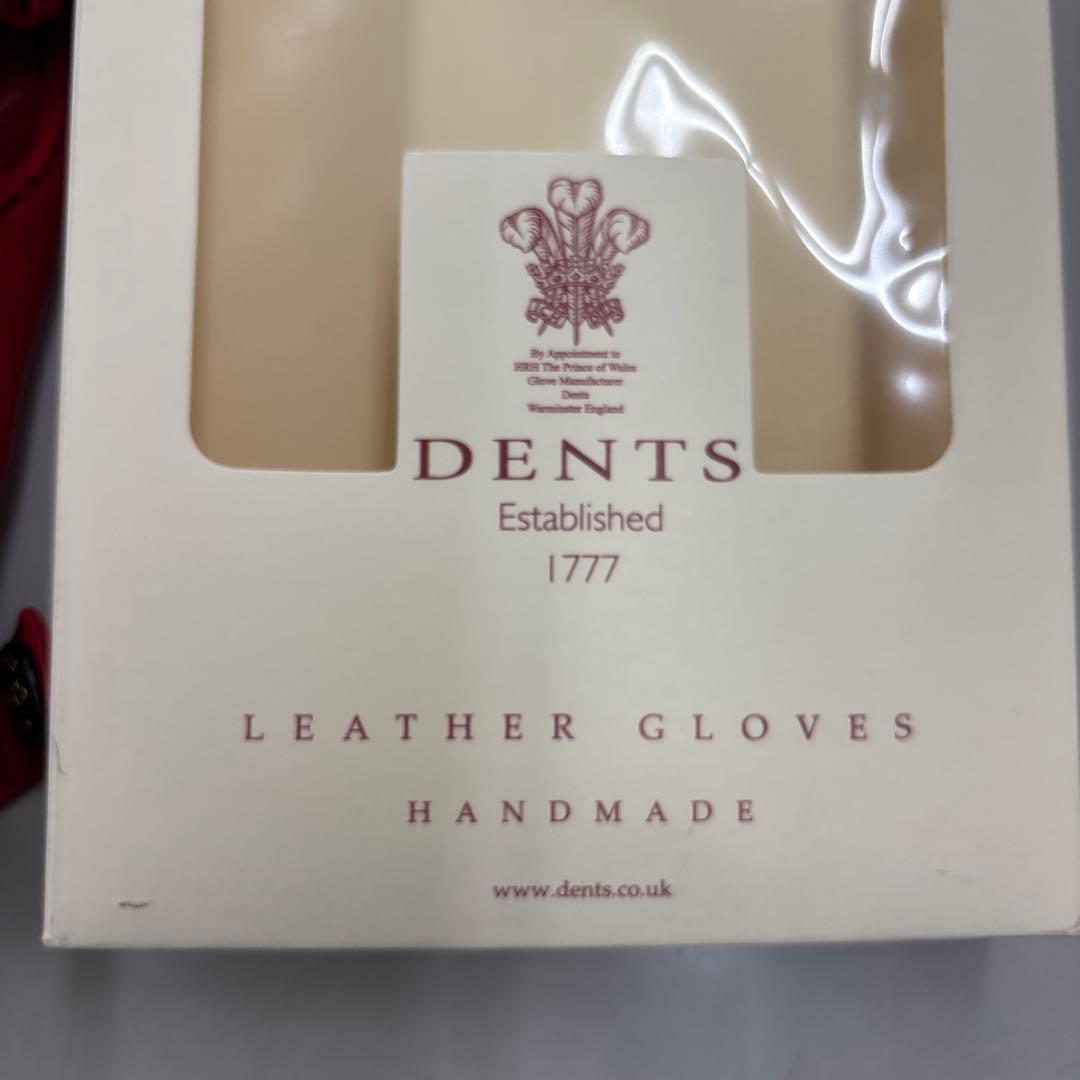 By Appointment to
HRH The Prince of Wales
Glove Manufacturer
Dents
Warminster England
DENTS
Established
1777
LEATHER GLOVES
HANDMADE
www.dents.co.uk